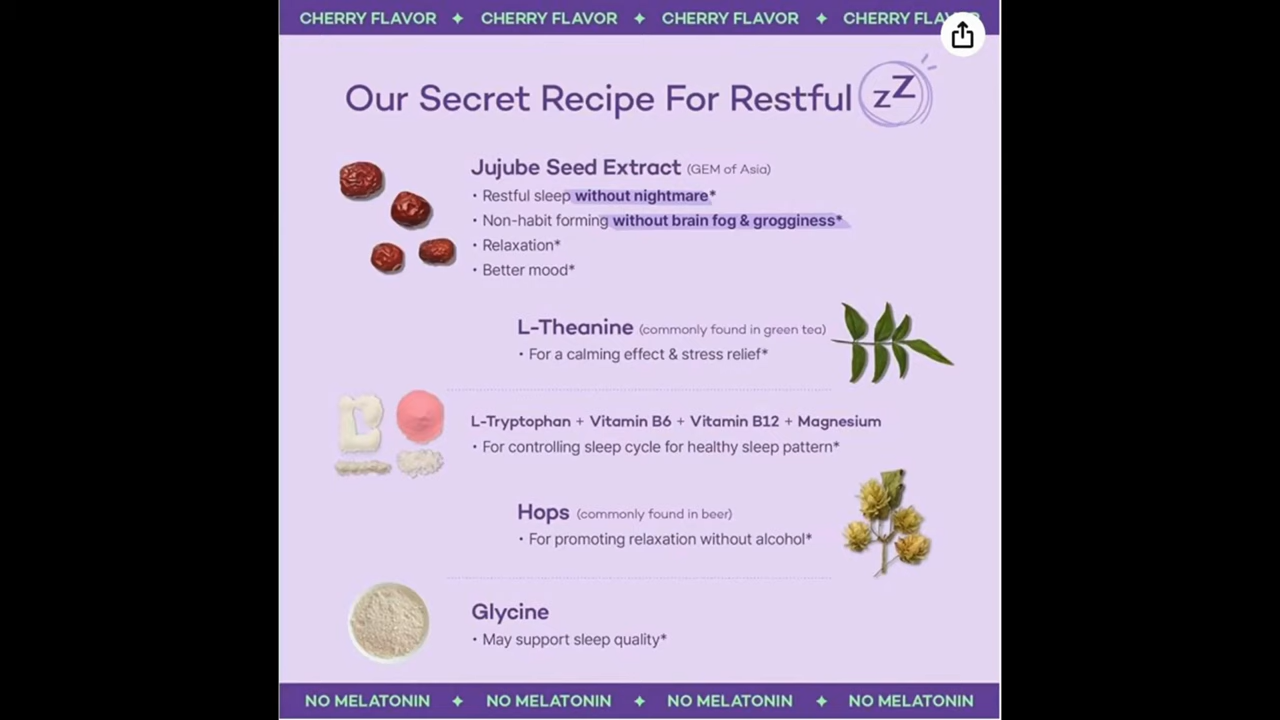 CHERRY FLAVOR ✦ CHERRY FLAVOR ✦ CHERRY FLAVOR ✦ CHERRY
Our Secret Recipe For Restful zZ
Jujube Seed Extract (GEM of Asia)
• Restful sleep without nightmare*
• Non-habit forming without brain fog & grogginess*
• Relaxation*
• Better mood*
L-Theanine (commonly found in green tea)
• For a calming effect & stress relief*
L-Tryptophan + Vitamin B6 + Vitamin B12 + Magnesium
• For controlling sleep cycle for healthy sleep pattern*
Hops (commonly found in beer)
• For promoting relaxation without alcohol*
Glycine
• May support sleep quality*
NO MELATONIN ✦ NO MELATONIN ✦ NO MELATONIN ✦ NO MELATONIN